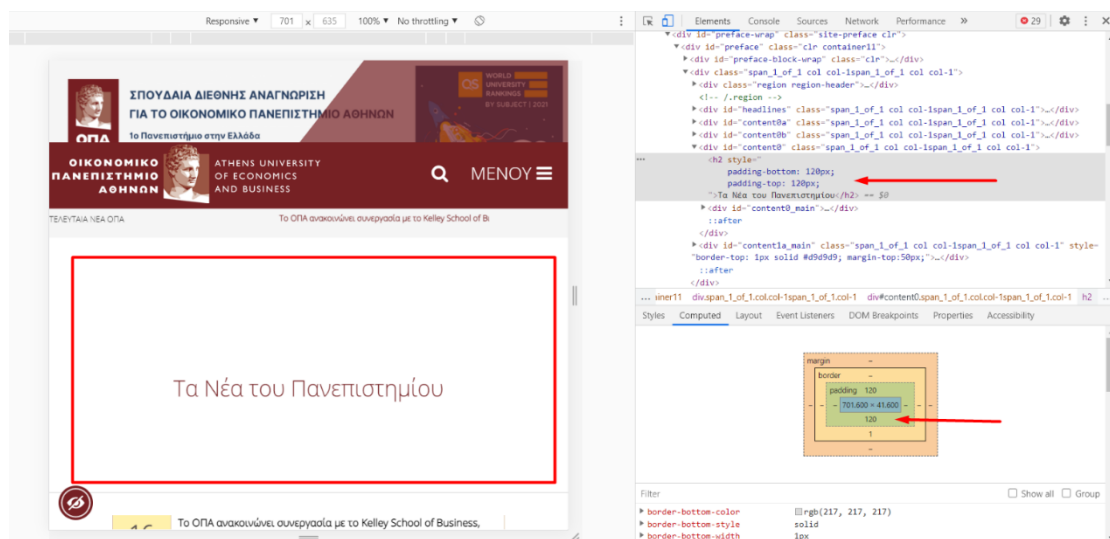 Responsive ▼ 701 x 635 100% ▼ No throttling ▼
Elements Console Sources Network Performance » 29
ΣΠΟΥΔΑΙΑ ΔΙΕΘΝΗΣ ΑΝΑΓΝΩΡΙΣΗ
ΓΙΑ ΤΟ ΟΙΚΟΝΟΜΙΚΟ ΠΑΝΕΠΙΣΤΗΜΙΟ ΑΘΗΝΩΝ
1ο Πανεπιστήμιο στην Ελλάδα
ΟΠΑ
QS WORLD
UNIVERSITY
RANKINGS
BY SUBJECT | 2021
ΟΙΚΟΝΟΜΙΚΟ
ΠΑΝΕΠΙΣΤΗΜΙΟ
ΑΘΗΝΩΝ
ATHENS UNIVERSITY
OF ECONOMICS
AND BUSINESS
ΜΕΝΟΥ
ΤΕΛΕΥΤΑΙΑ ΝΕΑ ΟΠΑ
Το ΟΠΑ ανακοινώνει συνεργασία με το Kelley School of Bu
Τα Νέα του Πανεπιστημίου
Το ΟΠΑ ανακοινώνει συνεργασία με το Kelley School of Business,
▼<div id="preface-wrap" class="site-preface clr">
▼<div id="preface" class="clr container11">
▶<div id="preface-block-wrap" class="clr">…</div>
▼<div class="span_1_of_1 col col-1span_1_of_1 col col-1">
▶<div class="region region-header">…</div>
<!-- /.region -->
▶<div id="headlines" class="span_1_of_1 col col-1span_1_of_1 col col-1">…</div>
▶<div id="content0a" class="span_1_of_1 col col-1span_1_of_1 col col-1">…</div>
▶<div id="content0b" class="span_1_of_1 col col-1span_1_of_1 col col-1">…</div>
▼<div id="content0" class="span_1_of_1 col col-1span_1_of_1 col col-1">
<h2 style="
padding-bottom: 120px;
padding-top: 120px;
">Τα Νέα του Πανεπιστημίου</h2> == $0
▶<div id="content0_main">…</div>
::after
</div>
▶<div id="content1a_main" class="span_1_of_1 col col-1span_1_of_1 col col-1" style=
"border-top: 1px solid #d9d9d9; margin-top:50px;">…</div>
::after
</div>
… iner11 div.span_1_of_1.col.col-1span_1_of_1.col-1 div#content0.span_1_of_1.col.col-1span_1_of_1.col-1 h2 …
Styles Computed Layout Event Listeners DOM Breakpoints Properties Accessibility
margin –
border –
padding 120
– – – 701.600 × 41.600 – – –
120
1
–
Filter Show all Group
▶ border-bottom-color rgb(217, 217, 217)
▶ border-bottom-style solid
▶ border-bottom-width 1px